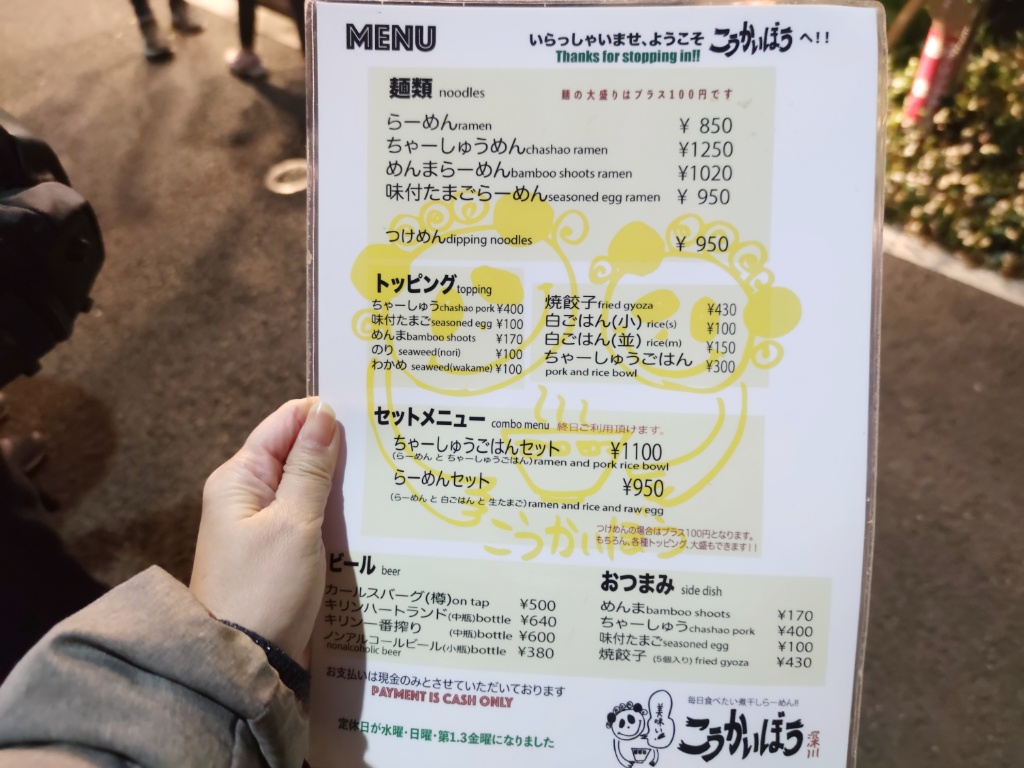 MENU
いらっしゃいませ、ようこそ こうかいぼう へ!!
Thanks for stopping in!!
麺類 noodles
麺の大盛りはプラス100円です
らーめん ramen ¥ 850
ちゃーしゅうめん chashao ramen ¥1250
めんまらーめん bamboo shoots ramen ¥1020
味付たまごらーめん seasoned egg ramen ¥ 950
つけめん dipping noodles ¥ 950
トッピング topping
ちゃーしゅう chashao pork ¥400
味付たまご seasoned egg ¥100
めんま bamboo shoots ¥170
のり seaweed(nori) ¥100
わかめ seaweed(wakame) ¥100
焼餃子 fried gyoza ¥430
白ごはん(小) rice(s) ¥100
白ごはん(並) rice(m) ¥150
ちゃーしゅうごはん ¥300
pork and rice bowl
セットメニュー combo menu 終日ご利用頂けます。
ちゃーしゅうごはんセット ¥1100
(らーめん と ちゃーしゅうごはん) ramen and pork rice bowl
らーめんセット ¥950
(らーめん と 白ごはん と 生たまご) ramen and rice and raw egg
つけめんの場合はプラス100円となります。
もちろん、各種トッピング、大盛もできます!!
こうかいぼう
ビール beer
カールスバーグ(樽) on tap ¥500
キリンハートランド(中瓶) bottle ¥640
キリン一番搾り (中瓶) bottle ¥600
ノンアルコールビール(小瓶) bottle ¥380
nonalcoholic beer
おつまみ side dish
めんま bamboo shoots ¥170
ちゃーしゅう chashao pork ¥400
味付たまご seasoned egg ¥100
焼餃子 (5個入り) fried gyoza ¥430
お支払いは現金のみとさせていただいております
PAYMENT IS CASH ONLY
定休日が水曜・日曜・第1.3金曜になりました
美味い
毎日食べたい煮干しらーめん!!
こうかいぼう 深川